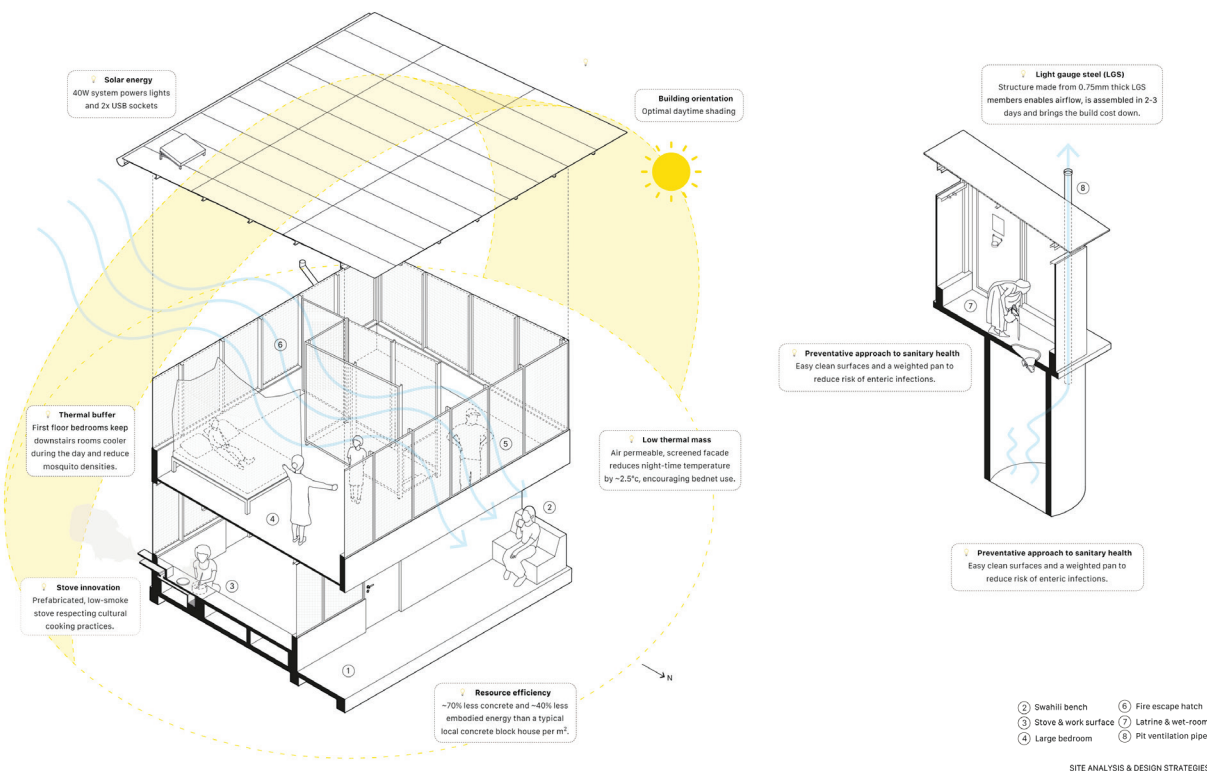 Solar energy
40W system powers lights
and 2x USB sockets
Building orientation
Optimal daytime shading
Thermal buffer
First floor bedrooms keep
downstairs rooms cooler
during the day and reduce
mosquito densities.
Low thermal mass
Air permeable, screened facade
reduces night-time temperature
by ~2.5°c, encouraging bednet use.
Stove innovation
Prefabricated, low-smoke
stove respecting cultural
cooking practices.
Resource efficiency
~70% less concrete and ~40% less
embodied energy than a typical
local concrete block house per m².
6
5
4
3
2
1
N
Light gauge steel (LGS)
Structure made from 0.75mm thick LGS
members enables airflow, is assembled in 2-3
days and brings the build cost down.
8
7
Preventative approach to sanitary health
Easy clean surfaces and a weighted pan to
reduce risk of enteric infections.
Preventative approach to sanitary health
Easy clean surfaces and a weighted pan to
reduce risk of enteric infections.
2 Swahili bench
3 Stove & work surface
4 Large bedroom
6 Fire escape hatch
7 Latrine & wet-room
8 Pit ventilation pipe
SITE ANALYSIS & DESIGN STRATEGIES